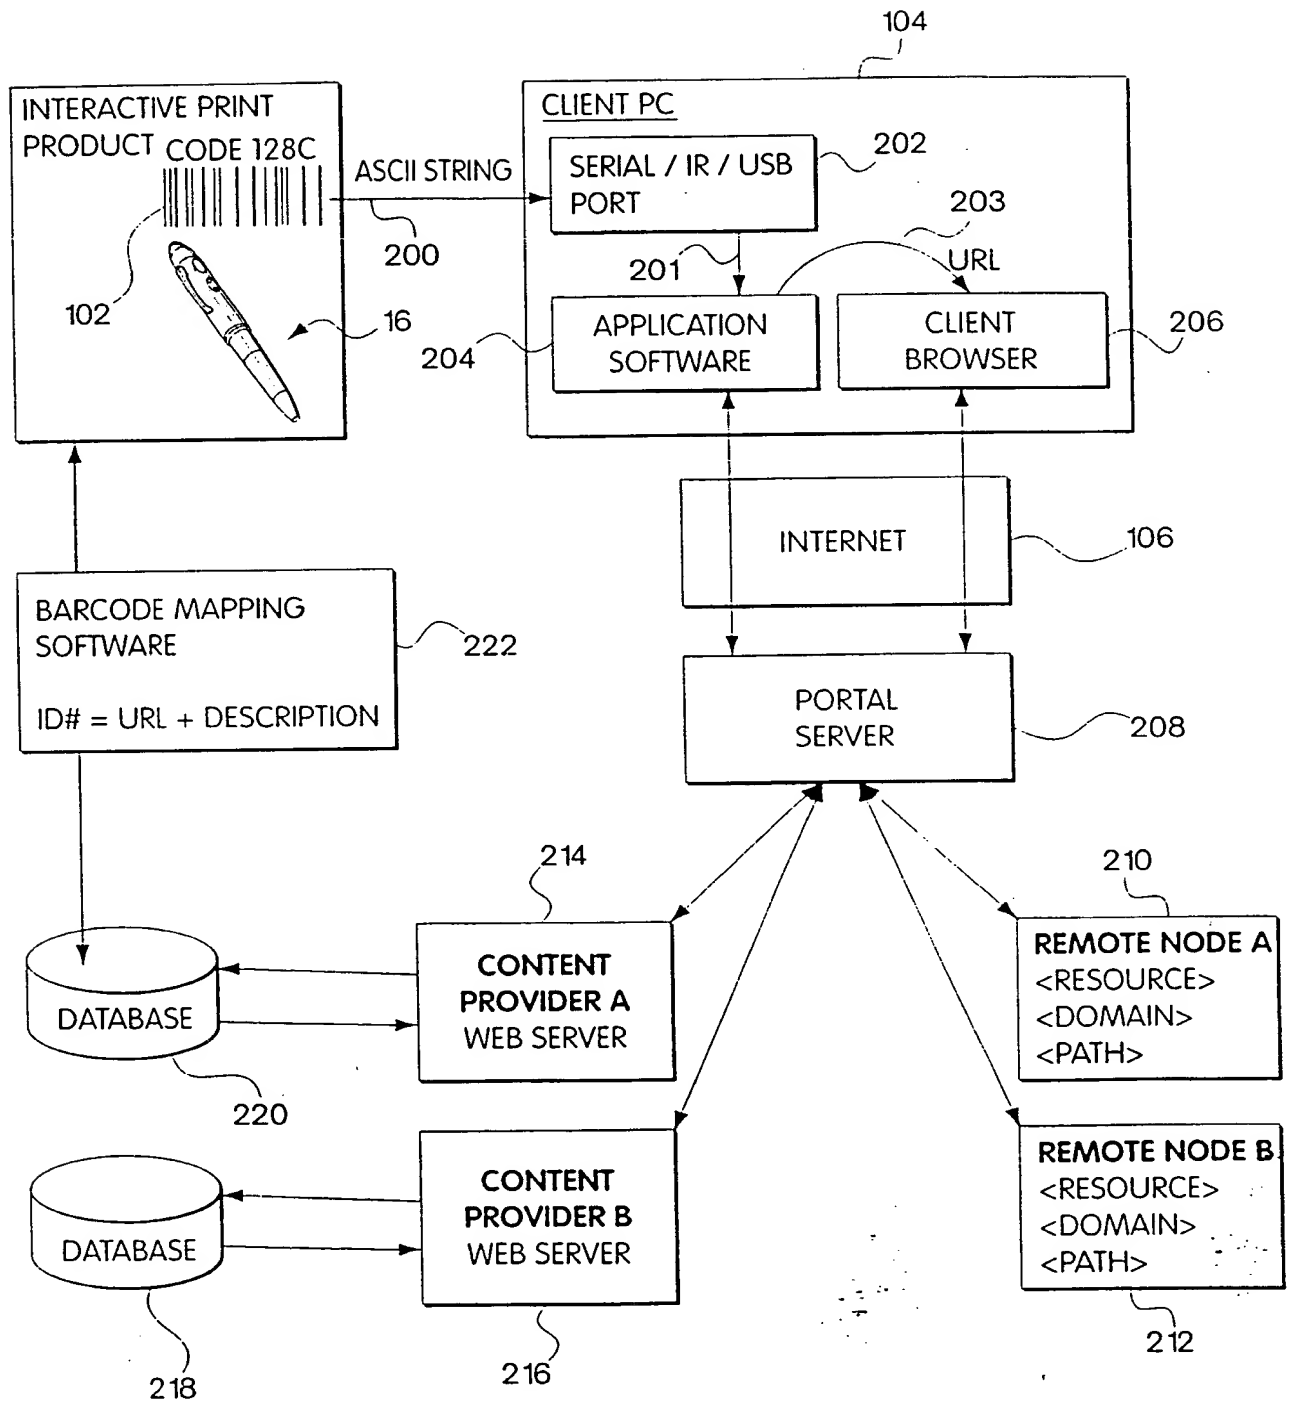 104
INTERACTIVE PRINT
PRODUCT
CODE 128C
102
16
ASCII STRING
200
CLIENT PC
SERIAL / IR / USB
PORT
202
201
203
URL
APPLICATION
SOFTWARE
204
CLIENT
BROWSER
206
INTERNET
106
BARCODE MAPPING
SOFTWARE
ID# = URL + DESCRIPTION
222
PORTAL
SERVER
208
214
210
DATABASE
220
CONTENT
PROVIDER A
WEB SERVER
REMOTE NODE A
<RESOURCE>
<DOMAIN>
<PATH>
DATABASE
218
CONTENT
PROVIDER B
WEB SERVER
216
REMOTE NODE B
<RESOURCE>
<DOMAIN>
<PATH>
212